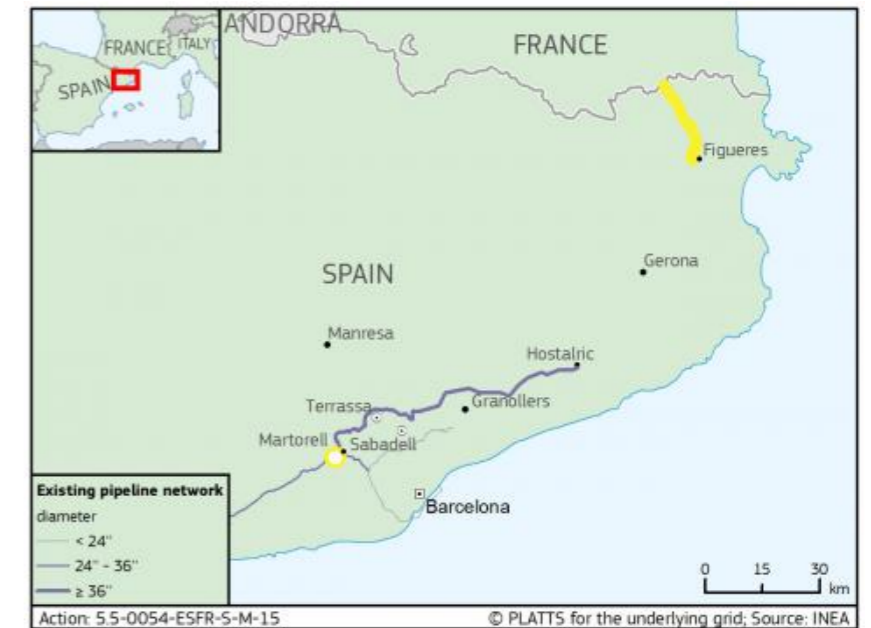 ANDORRA
FRANCE
FRANCE
ITALY
SPAIN
Figueres
Gerona
SPAIN
Manresa
Hostalric
Terrassa
Granollers
Martorell
Sabadell
Barcelona
Existing pipeline network
diameter
< 24"
24" - 36"
≥ 36"
0 15 30
km
Action: 5.5-0054-ESFR-S-M-15 © PLATTS for the underlying grid; Source: INEA